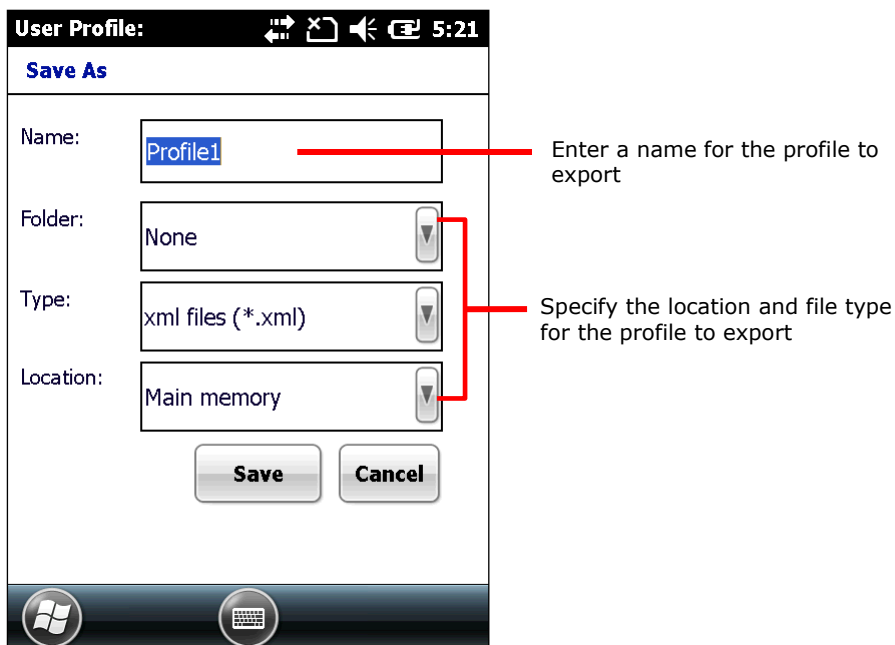 User Profile: 5:21
Save As
Name:
Profile1
Enter a name for the profile to
export
Folder:
None
Type:
xml files (*.xml)
Specify the location and file type
for the profile to export
Location:
Main memory
Save Cancel